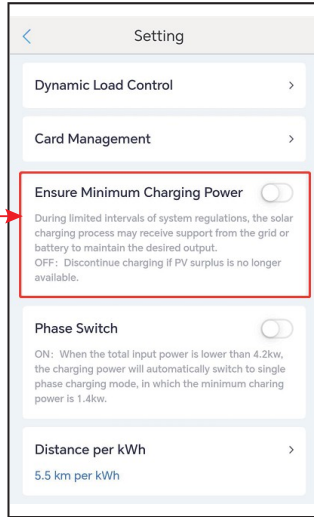 Setting
Dynamic Load Control
Card Management
Ensure Minimum Charging Power
During limited intervals of system regulations, the solar
charging process may receive support from the grid or
battery to maintain the desired output.
OFF: Discontinue charging if PV surplus is no longer
available.
Phase Switch
ON: When the total input power is lower than 4.2kw,
the charging power will automatically switch to single
phase charging mode, in which the minimum charing
power is 1.4kw.
Distance per kWh
5.5 km per kWh